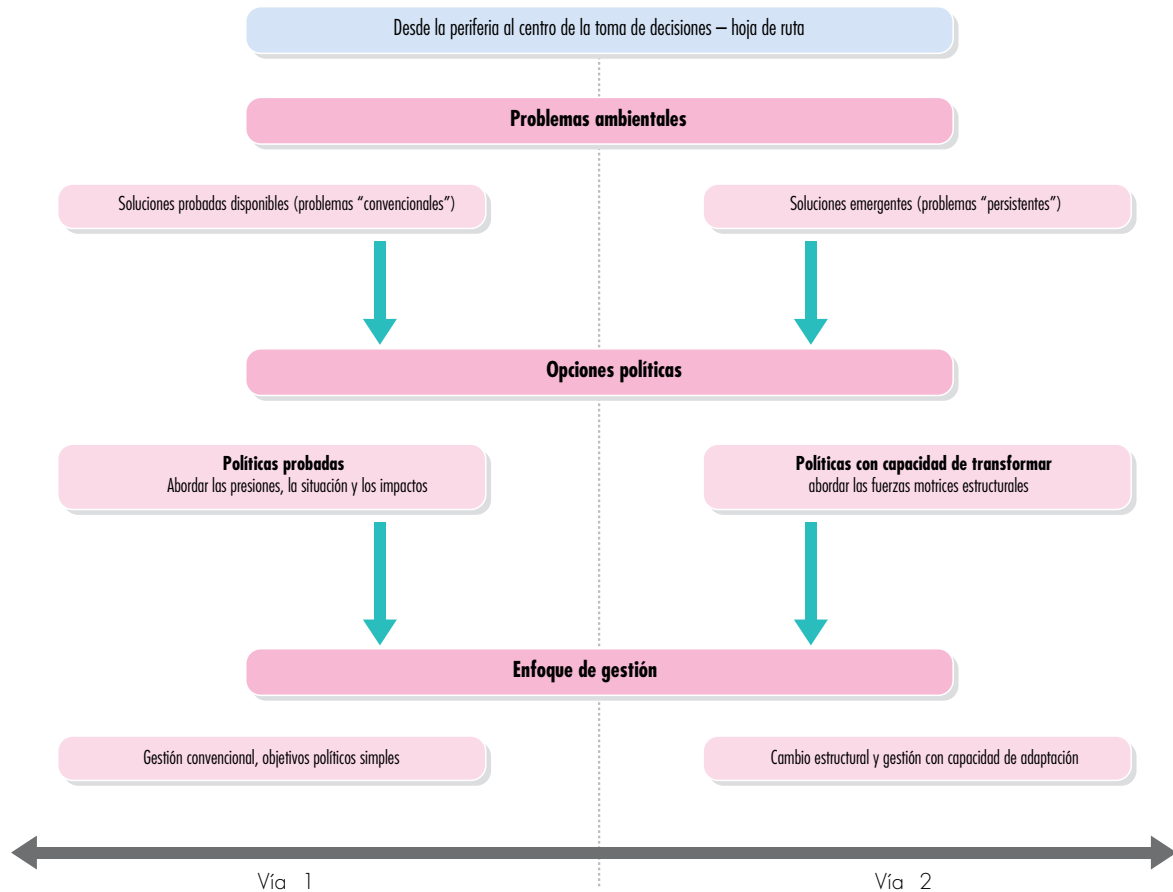 Desde la periferia al centro de la toma de decisiones – hoja de ruta
Problemas ambientales
Soluciones probadas disponibles (problemas “convencionales”)
Soluciones emergentes (problemas “persistentes”)
Opciones políticas
Políticas probadas
Abordar las presiones, la situación y los impactos
Políticas con capacidad de transformar
abordar las fuerzas motrices estructurales
Enfoque de gestión
Gestión convencional, objetivos políticos simples
Cambio estructural y gestión con capacidad de adaptación
Vía 1
Vía 2